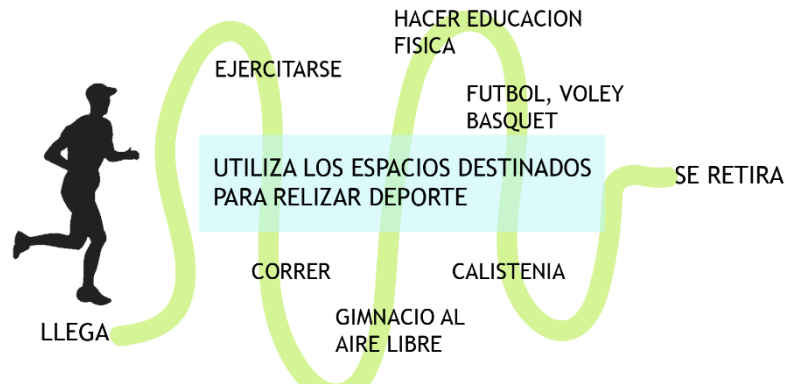 HACER EDUCACION
FISICA
EJERCITARSE
FUTBOL, VOLEY
BASQUET
UTILIZA LOS ESPACIOS DESTINADOS
PARA RELIZAR DEPORTE
SE RETIRA
CORRER
CALISTENIA
GIMNACIO AL
AIRE LIBRE
LLEGA